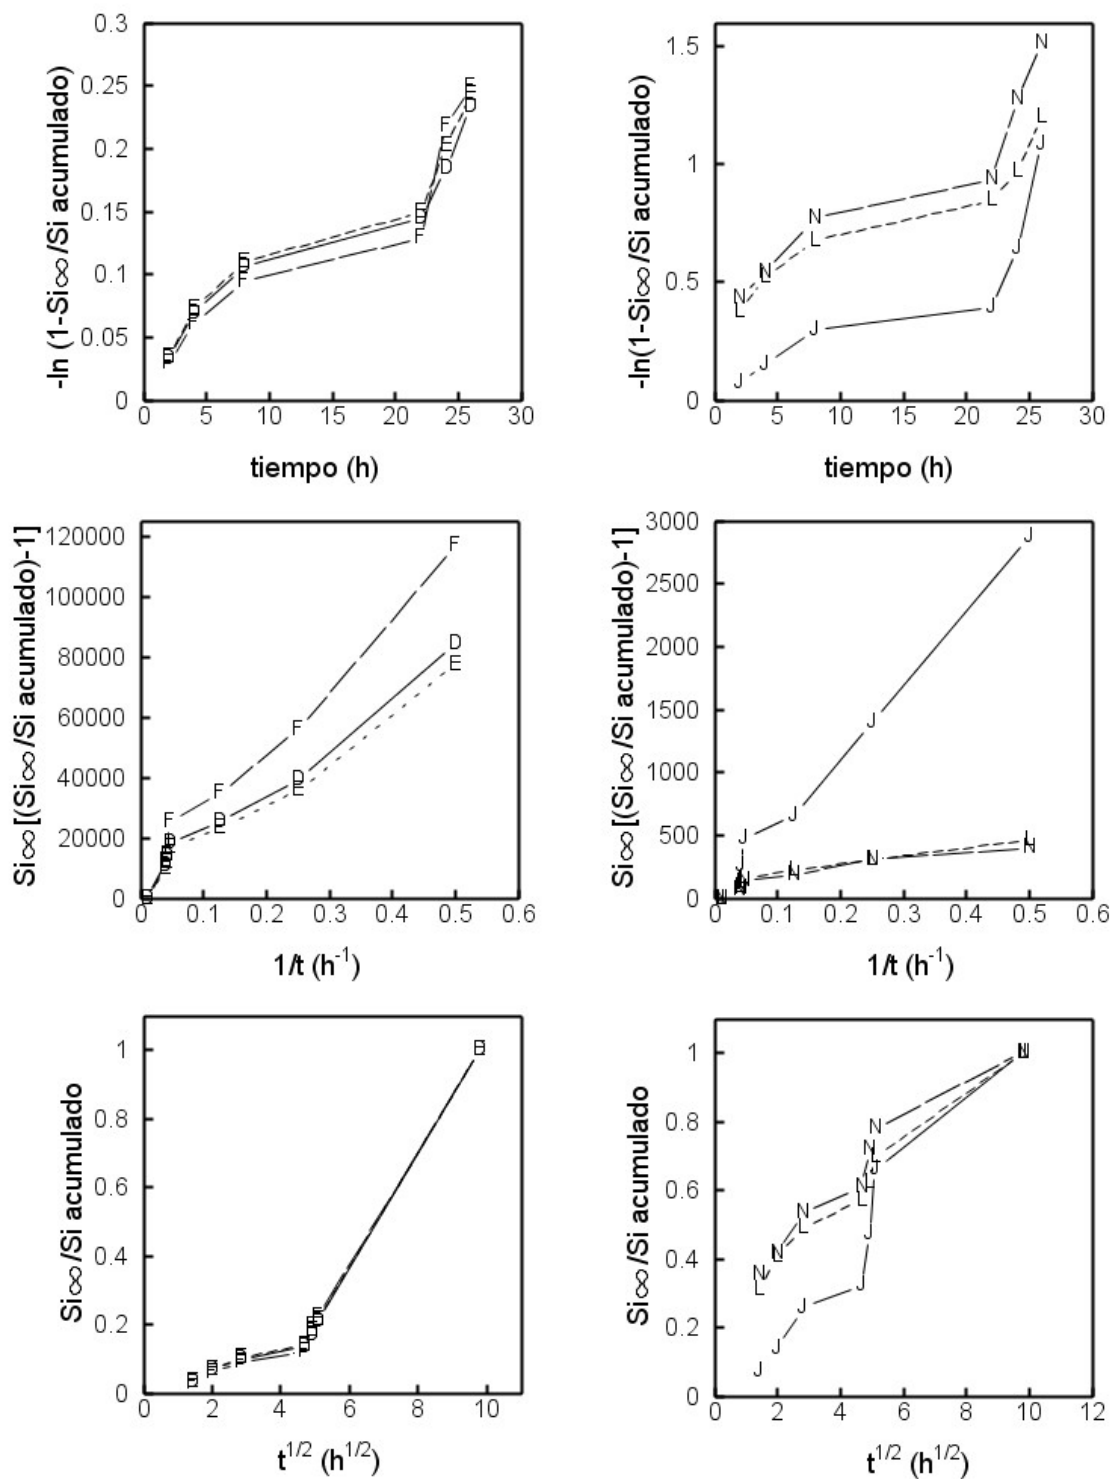 -ln (1-Si∞/Si acumulado)
0.3
0.25
0.2
0.15
0.1
0.05
0
0 5 10 15 20 25 30
tiempo (h)
D E F
-ln(1-Si∞/Si acumulado)
1.5
1
0.5
0
0 5 10 15 20 25 30
tiempo (h)
N L J
Si∞[(Si∞/Si acumulado)-1]
120000
100000
80000
60000
40000
20000
0
0 0.1 0.2 0.3 0.4 0.5 0.6
1/t (h⁻¹)
F D E
Si∞[(Si∞/Si acumulado)-1]
3000
2500
2000
1500
1000
500
0
0 0.1 0.2 0.3 0.4 0.5 0.6
1/t (h⁻¹)
J L N
Si∞/Si acumulado
1
0.8
0.6
0.4
0.2
0
0 2 4 6 8 10
t¹/² (h¹/²)
D E F
Si∞/Si acumulado
1
0.8
0.6
0.4
0.2
0
0 2 4 6 8 10 12
t¹/² (h¹/²)
N L J